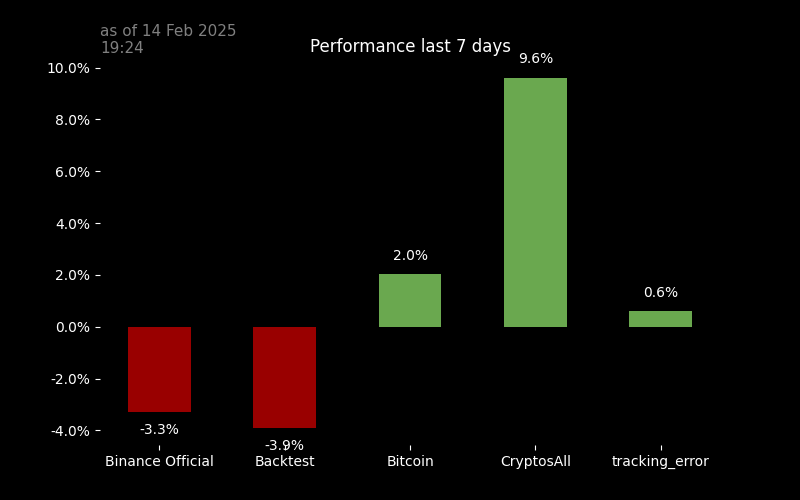 as of 14 Feb 2025
19:24
Performance last 7 days
10.0%
8.0%
6.0%
4.0%
2.0%
0.0%
-2.0%
-4.0%
-3.3%
-3.9%
2.0%
9.6%
0.6%
Binance Official
Backtest
Bitcoin
CryptosAll
tracking_error